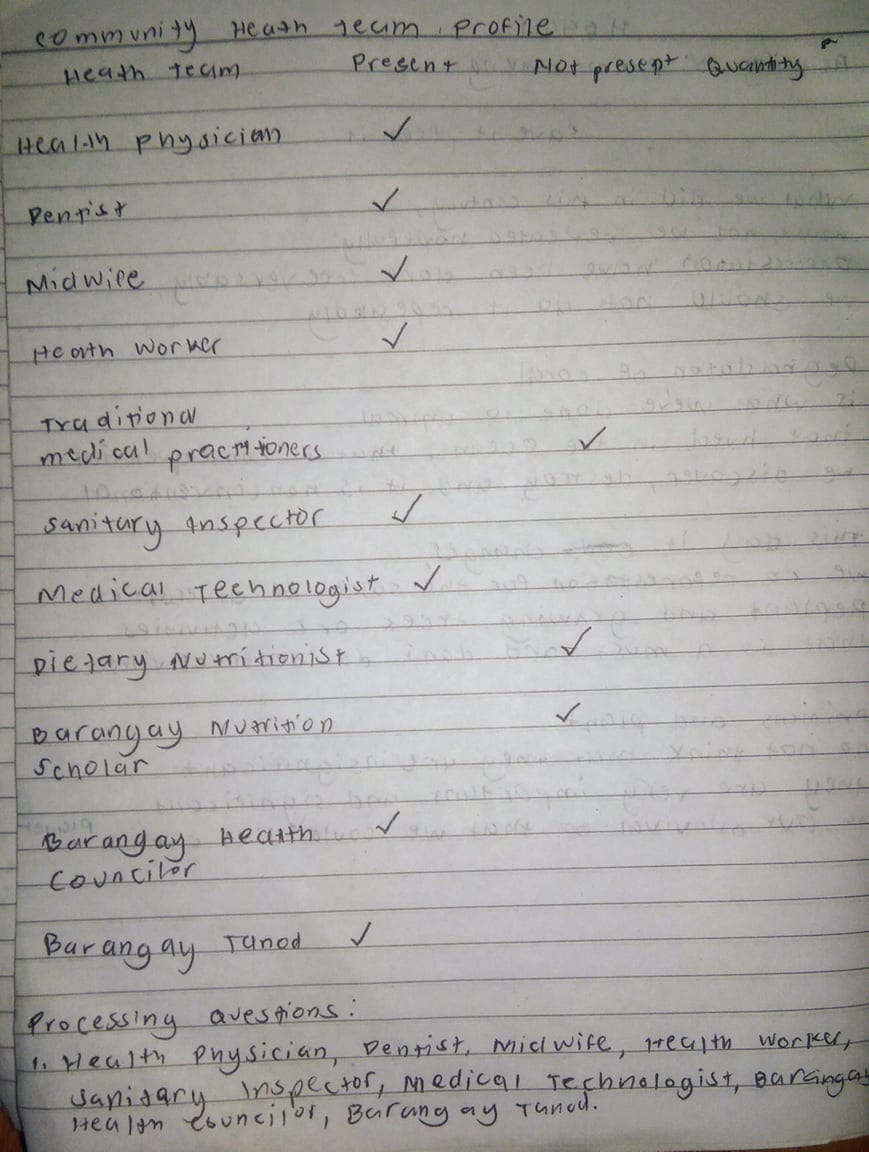 Community Heath Team Profile
Heath Team Present Not present Quantity
Health physician ✓
Dentist ✓
Midwife ✓
Heath Worker ✓
Traditional
medical practitioners ✓
Sanitary Inspector ✓
Medical Technologist ✓
Dietary Nutritionist ✓
Barangay Nutrition ✓
Scholar
Barangay Health ✓
Councilor
Barangay Tanod ✓
Processing Questions:
1. Health Physician, Dentist, Midwife, Health Worker,
Sanitary Inspector, Medical Technologist, Barangay
Health Councilor, Barangay Tanod.